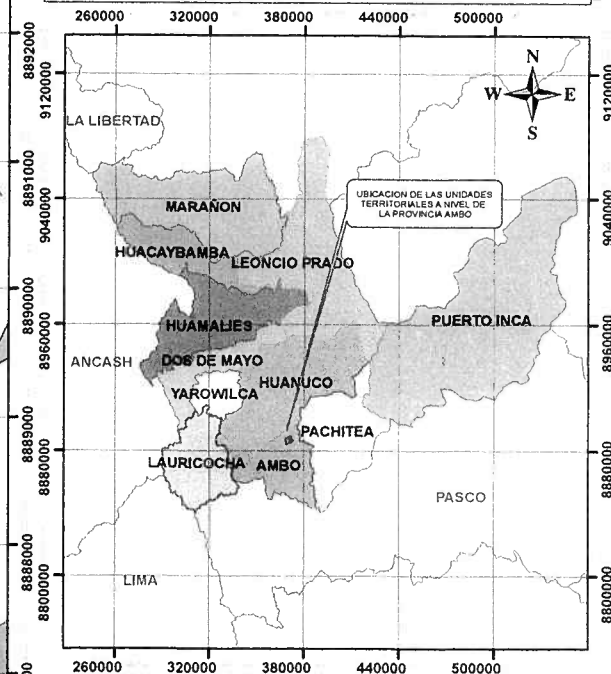 260000 320000 380000 440000 500000
8892000
9120000
9120000
N
W E
S
LA LIBERTAD
8891000
9040000
9040000
MARAÑON
UBICACION DE LAS UNIDADES
TERRITORIALES A NIVEL DE
LA PROVINCIA AMBO
HUACAYBAMBA
LEONCIO PRADO
8890000
8960000
8960000
HUAMALIES
PUERTO INCA
ANCASH
DOS DE MAYO
HUANUCO
YAROWILCA
8889000
PACHITEA
8880000
8880000
LAURICOCHA
AMBO
PASCO
8888000
8800000
8800000
LIMA
260000 320000 380000 440000 500000